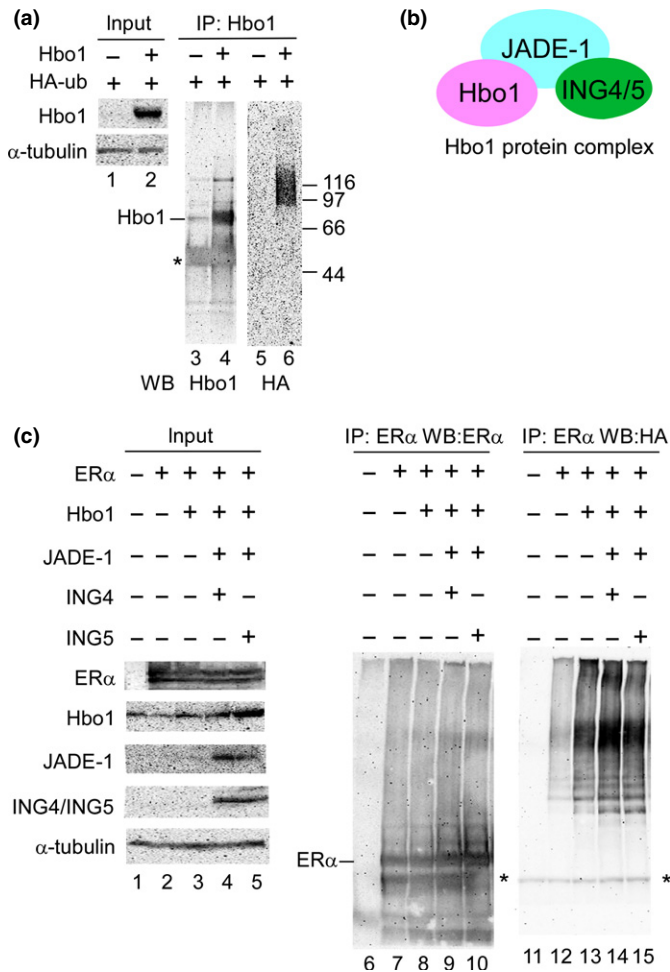 (a)
Input
IP: Hbo1
Hbo1 – + – + – +
HA-ub + + + + + +
Hbo1
α-tubulin
1 2
Hbo1
*
116
97
66
44
3 4 5 6
WB Hbo1 HA
(b)
JADE-1
Hbo1
ING4/5
Hbo1 protein complex
(c)
Input
IP: ERα WB:ERα
IP: ERα WB:HA
ERα – + + + + – + + + + – + + + +
Hbo1 – – + + + – – + + + – – + + +
JADE-1 – – – + + – – – + + – – – + +
ING4 – – – + – – – – + – – – – + –
ING5 – – – – + – – – – + – – – – +
ERα
Hbo1
JADE-1
ING4/ING5
α-tubulin
1 2 3 4 5
ERα
*
*
6 7 8 9 10
11 12 13 14 15